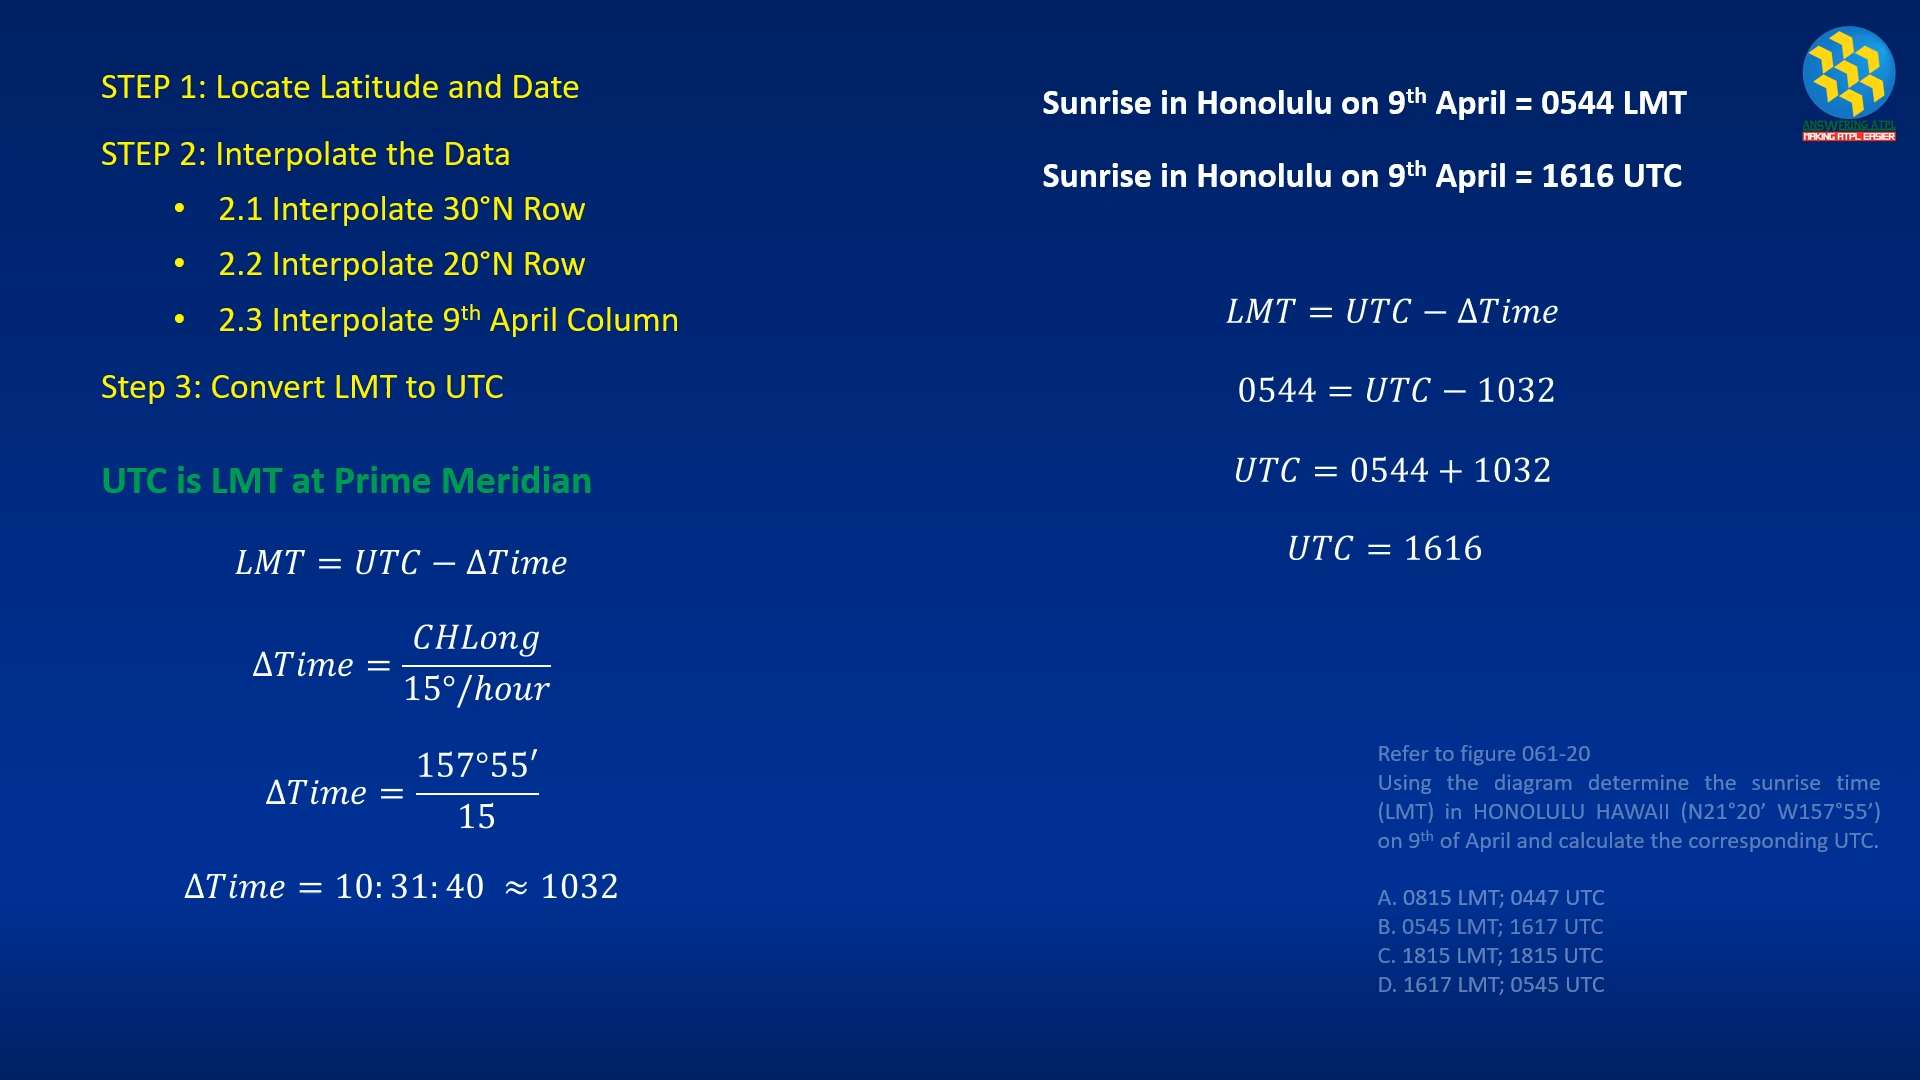 STEP 1: Locate Latitude and Date
STEP 2: Interpolate the Data
• 2.1 Interpolate 30°N Row
• 2.2 Interpolate 20°N Row
• 2.3 Interpolate 9th April Column
Step 3: Convert LMT to UTC
UTC is LMT at Prime Meridian
LMT = UTC − ΔTime
ΔTime = CHLong / 15°/hour
ΔTime = 157°55′ / 15
ΔTime = 10:31:40 ≈ 1032
Sunrise in Honolulu on 9th April = 0544 LMT
Sunrise in Honolulu on 9th April = 1616 UTC
LMT = UTC − ΔTime
0544 = UTC − 1032
UTC = 0544 + 1032
UTC = 1616
ANSWERING ATPL
MAKING ATPL EASIER
Refer to figure 061-20
Using the diagram determine the sunrise time
(LMT) in HONOLULU HAWAII (N21°20’ W157°55’)
on 9th of April and calculate the corresponding UTC.
A. 0815 LMT; 0447 UTC
B. 0545 LMT; 1617 UTC
C. 1815 LMT; 1815 UTC
D. 1617 LMT; 0545 UTC